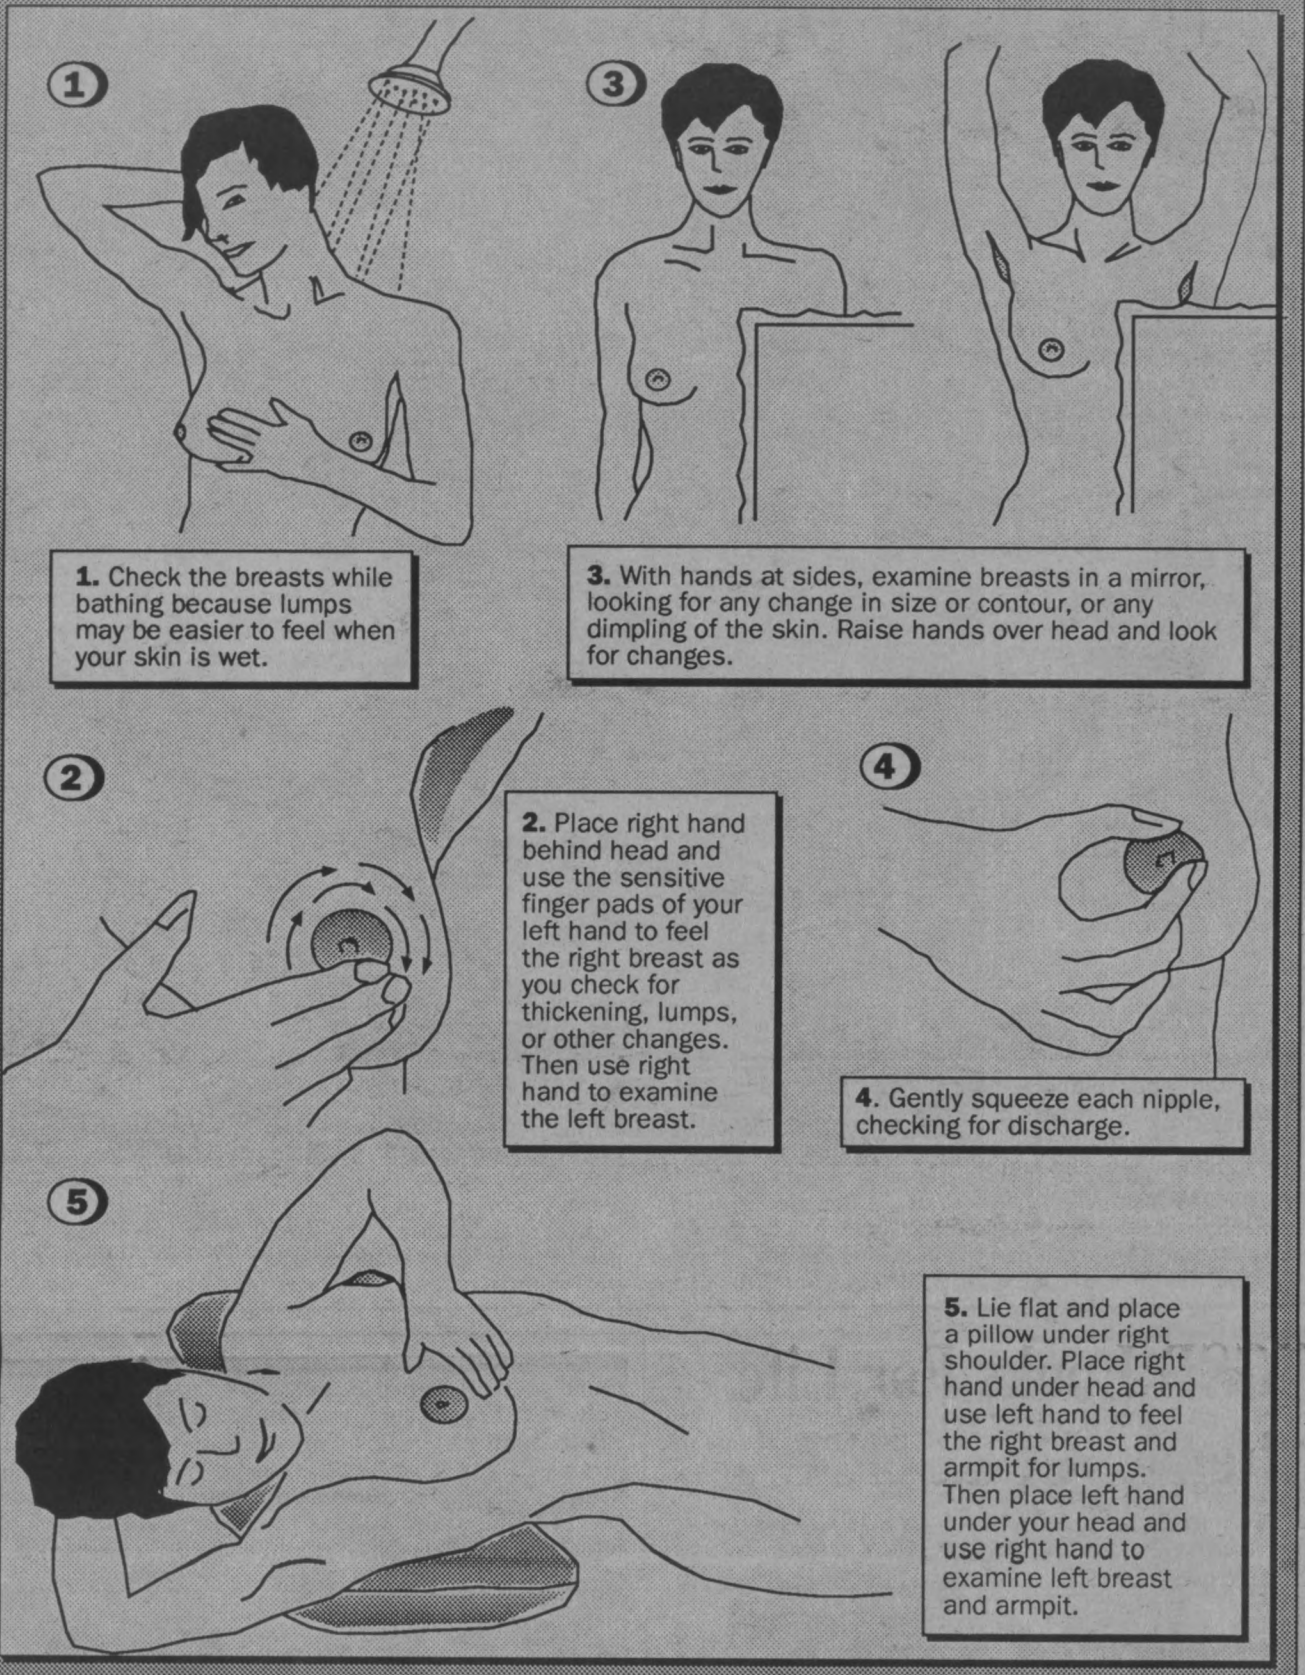 1
1. Check the breasts while
bathing because lumps
may be easier to feel when
your skin is wet.
2
2. Place right hand
behind head and
use the sensitive
finger pads of your
left hand to feel
the right breast as
you check for
thickening, lumps,
or other changes.
Then use right
hand to examine
the left breast.
3
3. With hands at sides, examine breasts in a mirror,
looking for any change in size or contour, or any
dimpling of the skin. Raise hands over head and look
for changes.
4
4. Gently squeeze each nipple,
checking for discharge.
5
5. Lie flat and place
a pillow under right
shoulder. Place right
hand under head and
use left hand to feel
the right breast and
armpit for lumps.
Then place left hand
under your head and
use right hand to
examine left breast
and armpit.